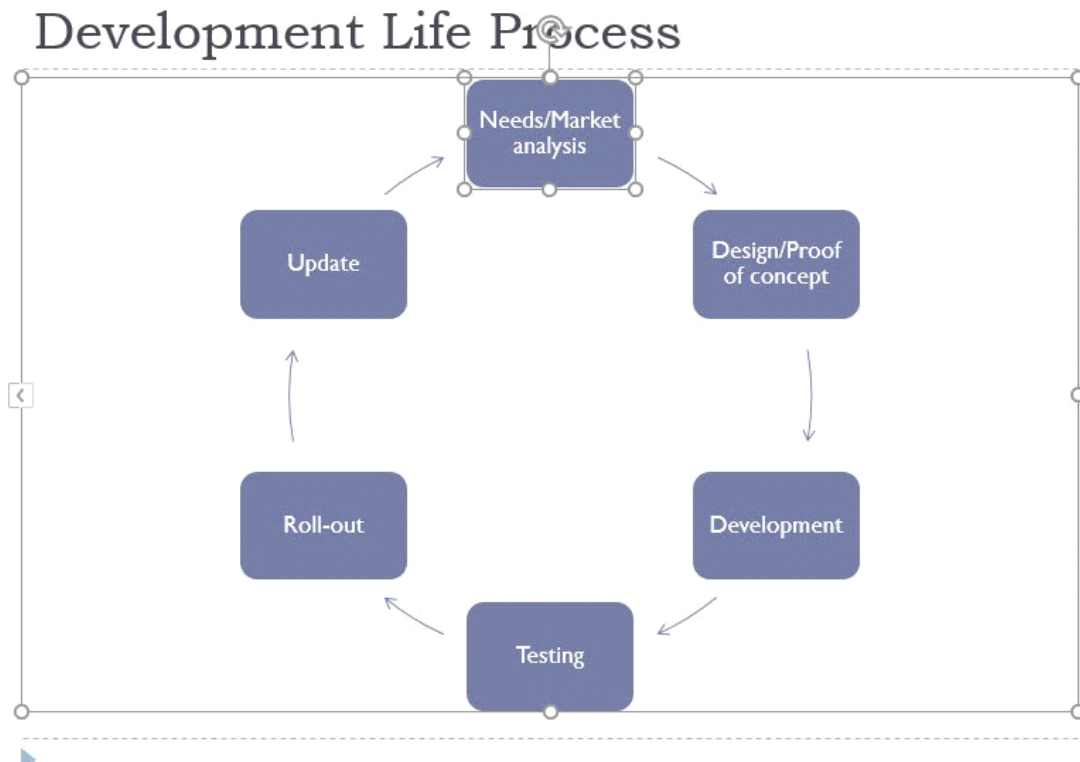 Development Life Process
Needs/Market
analysis
Design/Proof
of concept
Development
Testing
Roll-out
Update